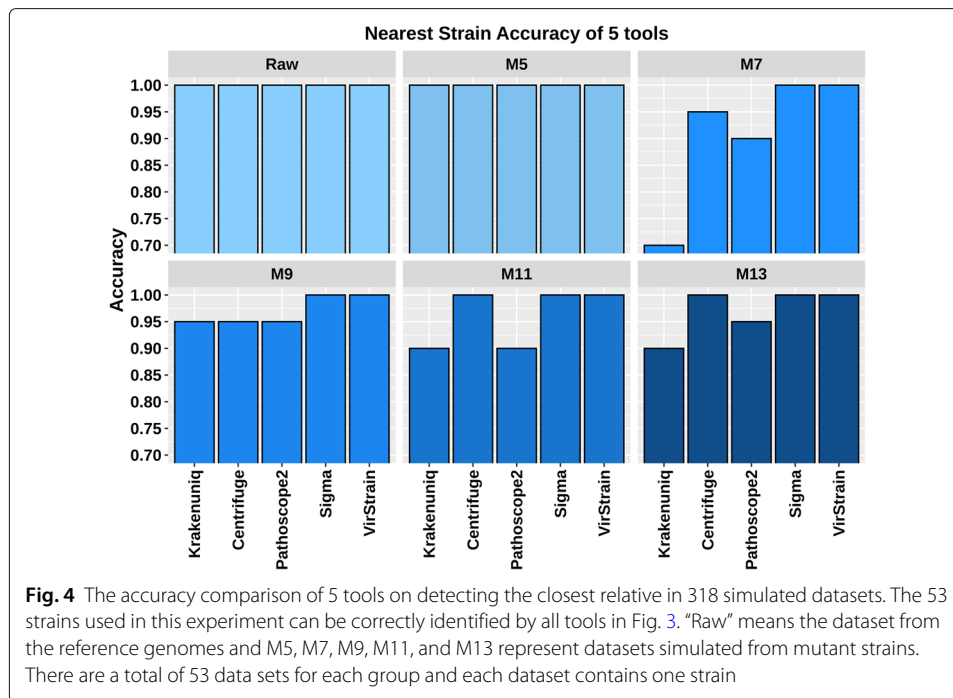 Nearest Strain Accuracy of 5 tools
Raw M5 M7
1.00
0.95
0.90
0.85
0.80
0.75
0.70
Accuracy
M9 M11 M13
1.00
0.95
0.90
0.85
0.80
0.75
0.70
Krakenuniq Centrifuge Pathoscope2 Sigma VirStrain Krakenuniq Centrifuge Pathoscope2 Sigma VirStrain Krakenuniq Centrifuge Pathoscope2 Sigma VirStrain
Fig. 4 The accuracy comparison of 5 tools on detecting the closest relative in 318 simulated datasets. The 53
strains used in this experiment can be correctly identified by all tools in Fig. 3. “Raw” means the dataset from
the reference genomes and M5, M7, M9, M11, and M13 represent datasets simulated from mutant strains.
There are a total of 53 data sets for each group and each dataset contains one strain